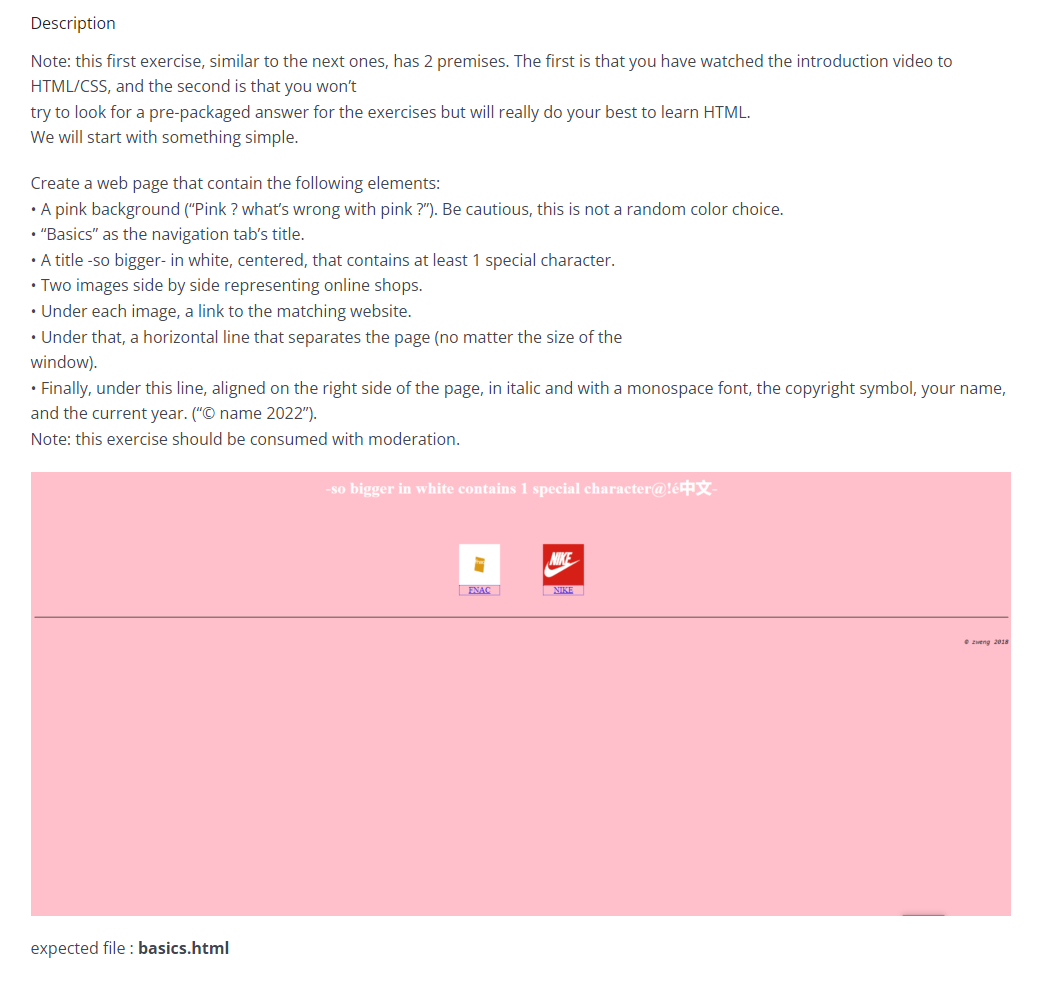 Description
Note: this first exercise, similar to the next ones, has 2 premises. The first is that you have watched the introduction video to
HTML/CSS, and the second is that you won’t
try to look for a pre-packaged answer for the exercises but will really do your best to learn HTML.
We will start with something simple.
Create a web page that contain the following elements:
• A pink background (“Pink ? what’s wrong with pink ?”). Be cautious, this is not a random color choice.
• “Basics” as the navigation tab’s title.
• A title -so bigger- in white, centered, that contains at least 1 special character.
• Two images side by side representing online shops.
• Under each image, a link to the matching website.
• Under that, a horizontal line that separates the page (no matter the size of the
window).
• Finally, under this line, aligned on the right side of the page, in italic and with a monospace font, the copyright symbol, your name,
and the current year. (“© name 2022”).
Note: this exercise should be consumed with moderation.
-so bigger in white contains 1 special character@!é中文-
NIKE
FNAC NIKE
© zweng 2018
expected file : basics.html